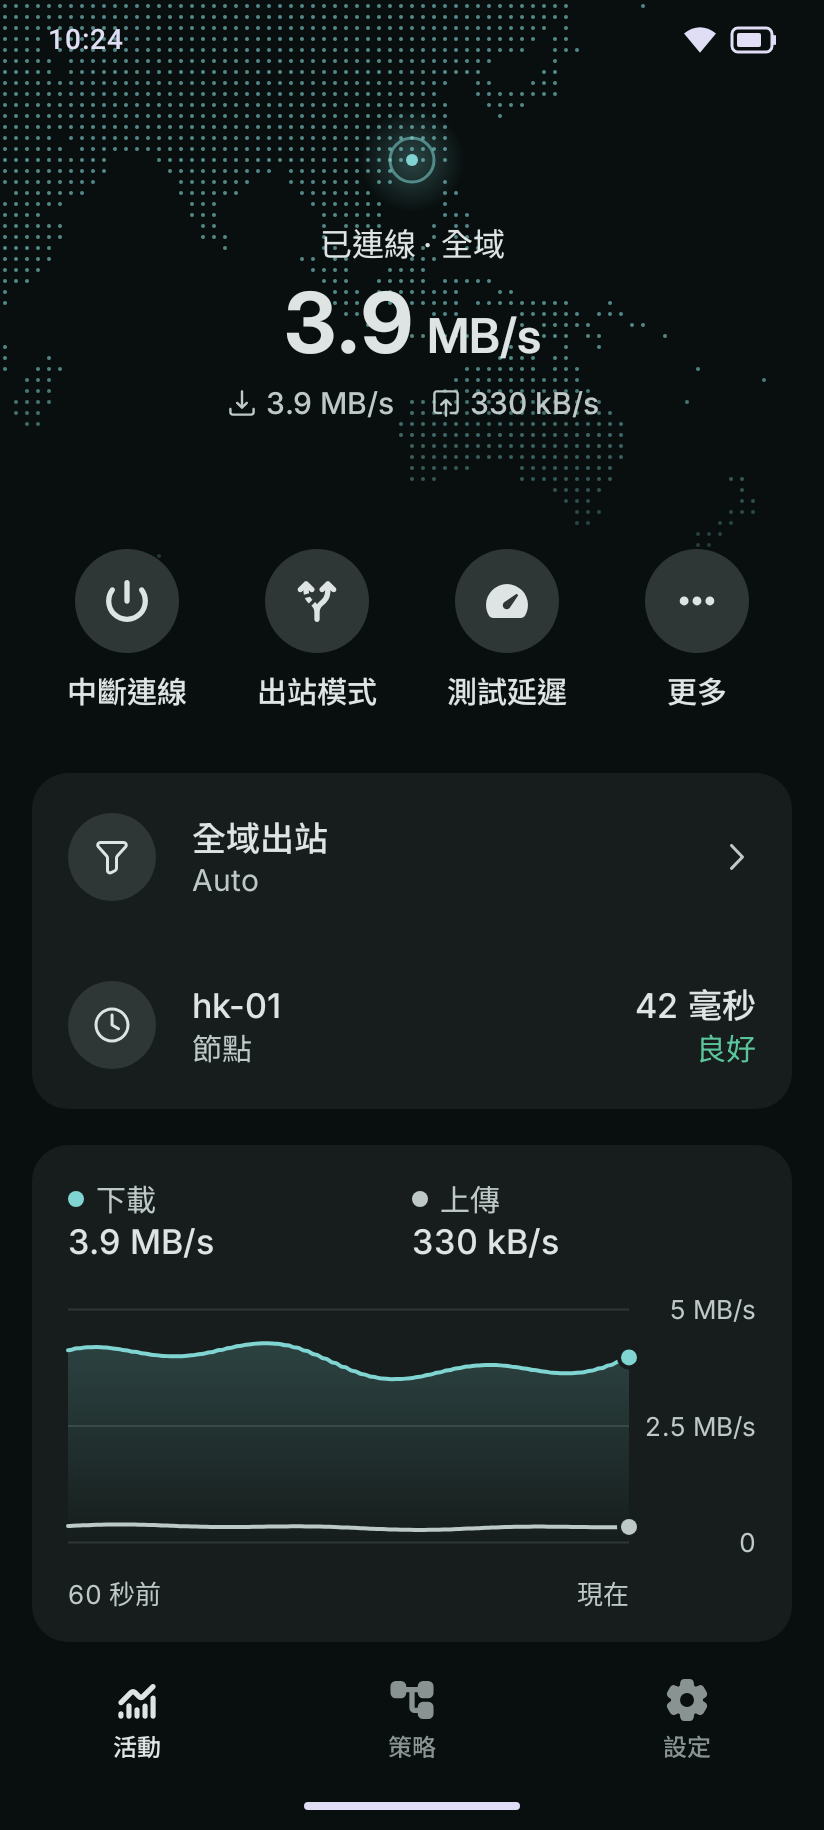 10:24
已連線 · 全域
3.9 MB/s
3.9 MB/s 330 kB/s
中斷連線 出站模式 測試延遲 更多
全域出站
Auto
hk-01 42 毫秒
節點 良好
下載 上傳
3.9 MB/s 330 kB/s
5 MB/s
2.5 MB/s
0
60 秒前 現在
活動 策略 設定